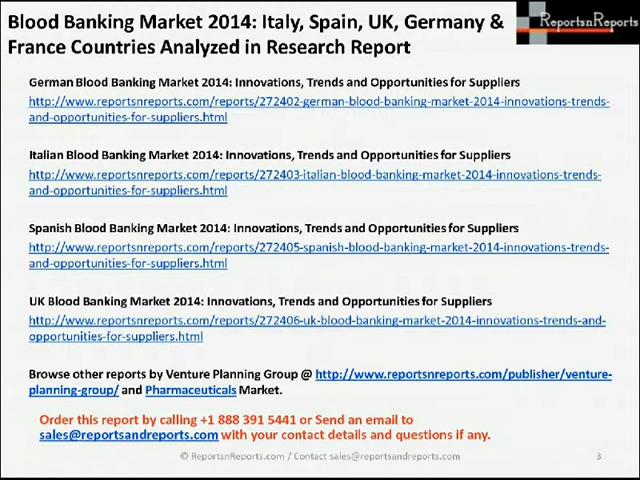 Blood Banking Market 2014: Italy, Spain, UK, Germany &
France Countries Analyzed in Research Report
ReportsnReports
German Blood Banking Market 2014: Innovations, Trends and Opportunities for Suppliers
http://www.reportsnreports.com/reports/272402-german-blood-banking-market-2014-innovations-trends-
and-opportunities-for-suppliers.html
Italian Blood Banking Market 2014: Innovations, Trends and Opportunities for Suppliers
http://www.reportsnreports.com/reports/272403-italian-blood-banking-market-2014-innovations-trends-
and-opportunities-for-suppliers.html
Spanish Blood Banking Market 2014: Innovations, Trends and Opportunities for Suppliers
http://www.reportsnreports.com/reports/272405-spanish-blood-banking-market-2014-innovations-trends-
and-opportunities-for-suppliers.html
UK Blood Banking Market 2014: Innovations, Trends and Opportunities for Suppliers
http://www.reportsnreports.com/reports/272406-uk-blood-banking-market-2014-innovations-trends-and-
opportunities-for-suppliers.html
Browse other reports by Venture Planning Group @ http://www.reportsnreports.com/publisher/venture-
planning-group/ and Pharmaceuticals Market.
Order this report by calling +1 888 391 5441 or Send an email to
sales@reportsandreports.com with your contact details and questions if any.
© ReportsnReports.com / Contact sales@reportsandreports.com
3